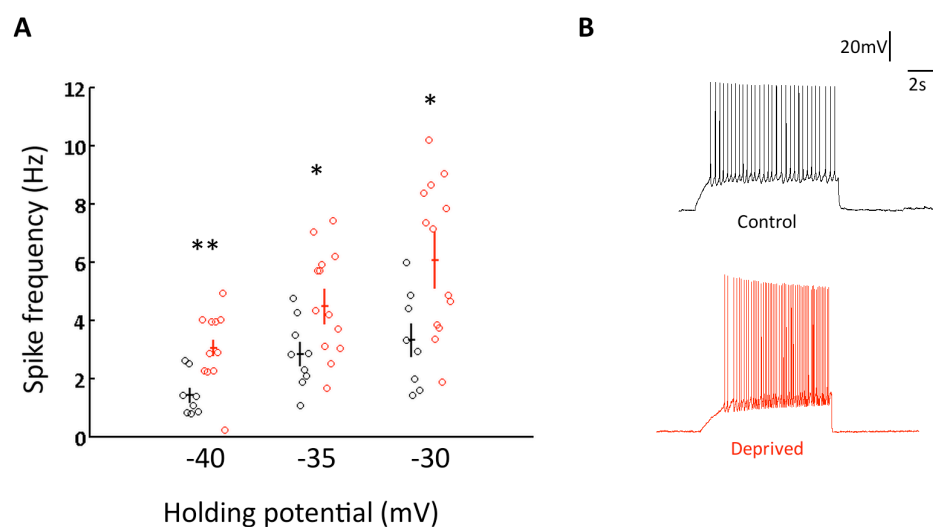 A
B
20mV
2s
12
10
8
6
4
2
0
Spike frequency (Hz)
**
*
*
-40
-35
-30
Holding potential (mV)
Control
Deprived